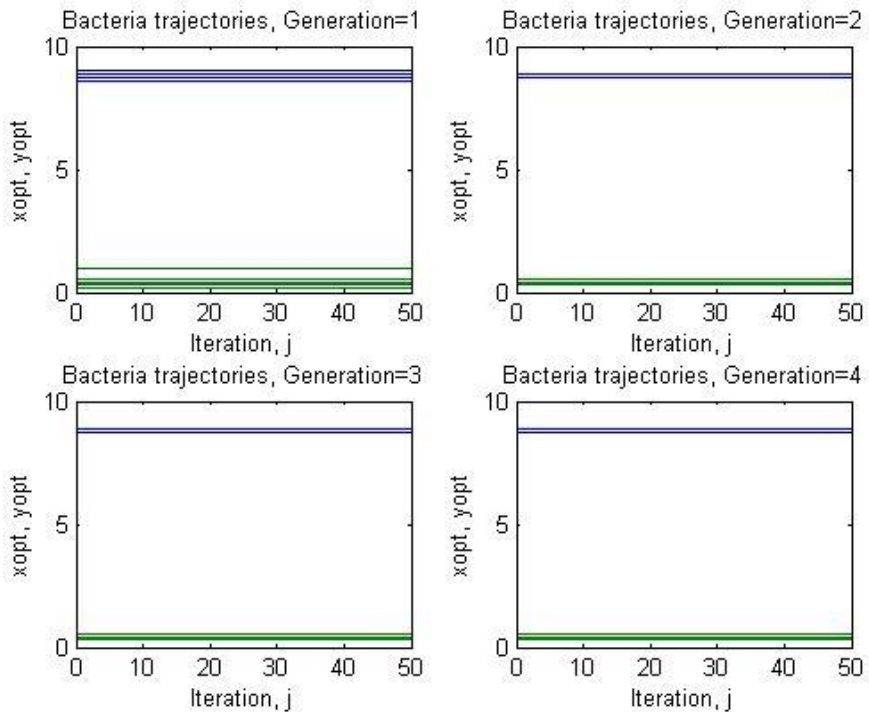 Bacteria trajectories, Generation=1
10
5
0
xopt, yopt
0 10 20 30 40 50
Iteration, j
Bacteria trajectories, Generation=2
10
5
0
xopt, yopt
0 10 20 30 40 50
Iteration, j
Bacteria trajectories, Generation=3
10
5
0
xopt, yopt
0 10 20 30 40 50
Iteration, j
Bacteria trajectories, Generation=4
10
5
0
xopt, yopt
0 10 20 30 40 50
Iteration, j